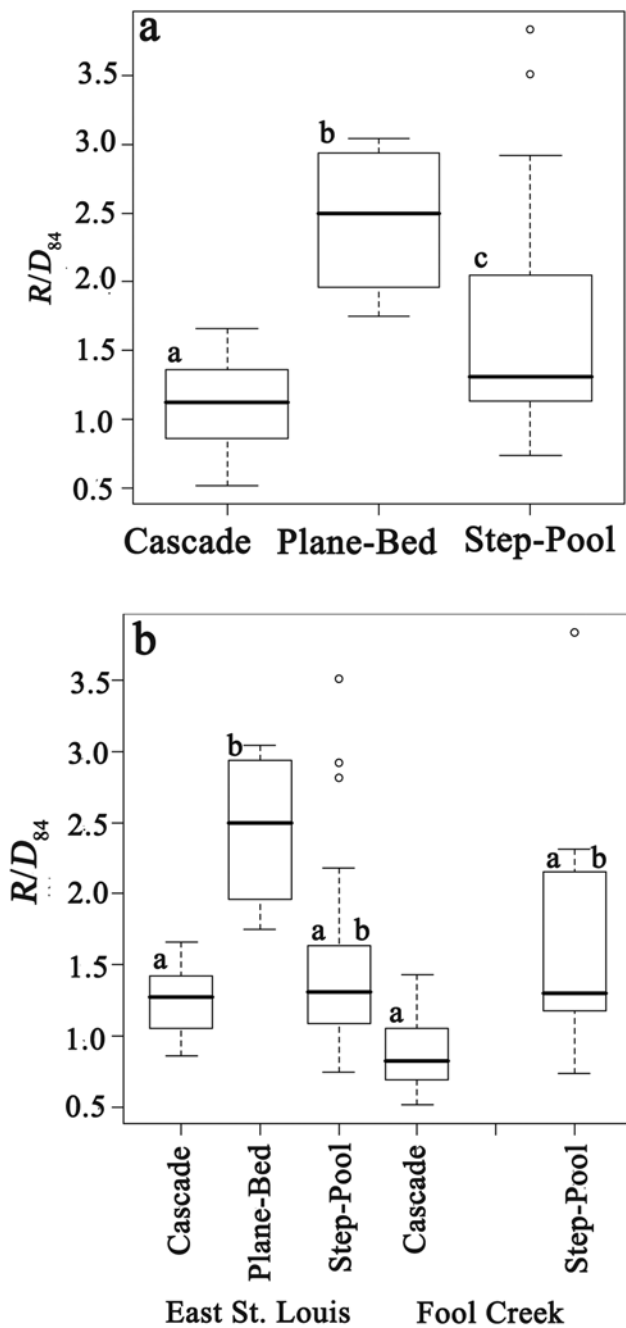 a
3.5
3.0
2.5
2.0
1.5
1.0
0.5
R/D84
a
b
c
Cascade Plane-Bed Step-Pool
b
3.5
3.0
2.5
2.0
1.5
1.0
0.5
R/D84
a
b
a b
a
a b
Cascade
Plane-Bed
Step-Pool
Cascade
Step-Pool
East St. Louis Fool Creek